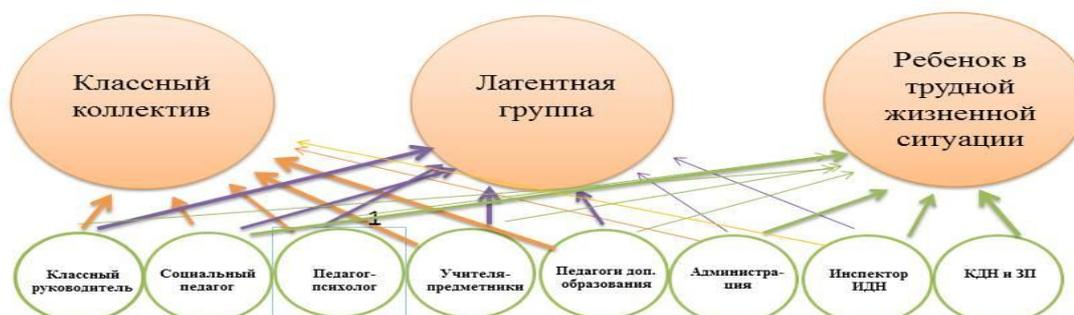 Классный
коллектив
Латентная
группа
Ребенок в
трудной
жизненной
ситуации
1
Классный
руководитель
Социальный
педагог
Педагог-
психолог
Учителя-
предметники
Педагоги доп.
образования
Администра-
ция
Инспектор
ИДН
КДН и ЗП